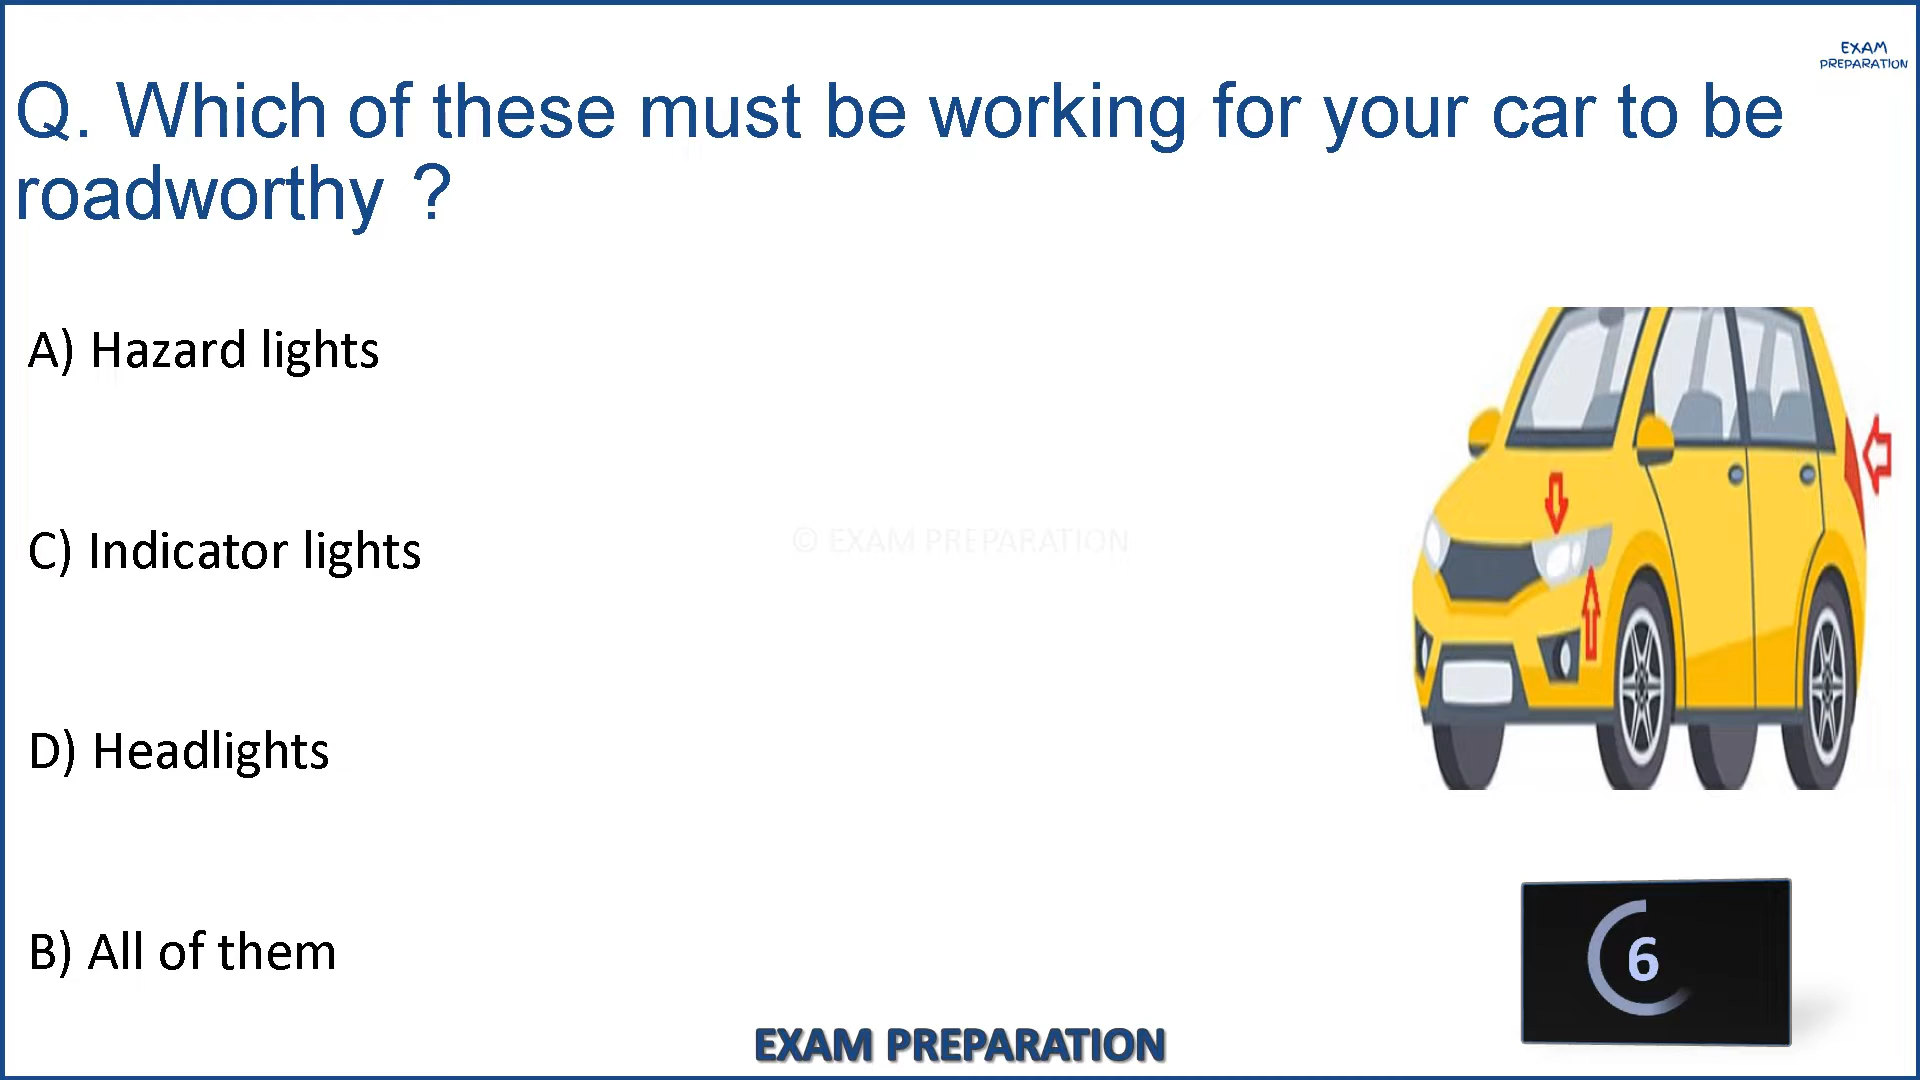 EXAM
PREPARATION
Q. Which of these must be working for your car to be
roadworthy ?
A) Hazard lights
C) Indicator lights
© EXAM PREPARATION
D) Headlights
B) All of them
6
EXAM PREPARATION